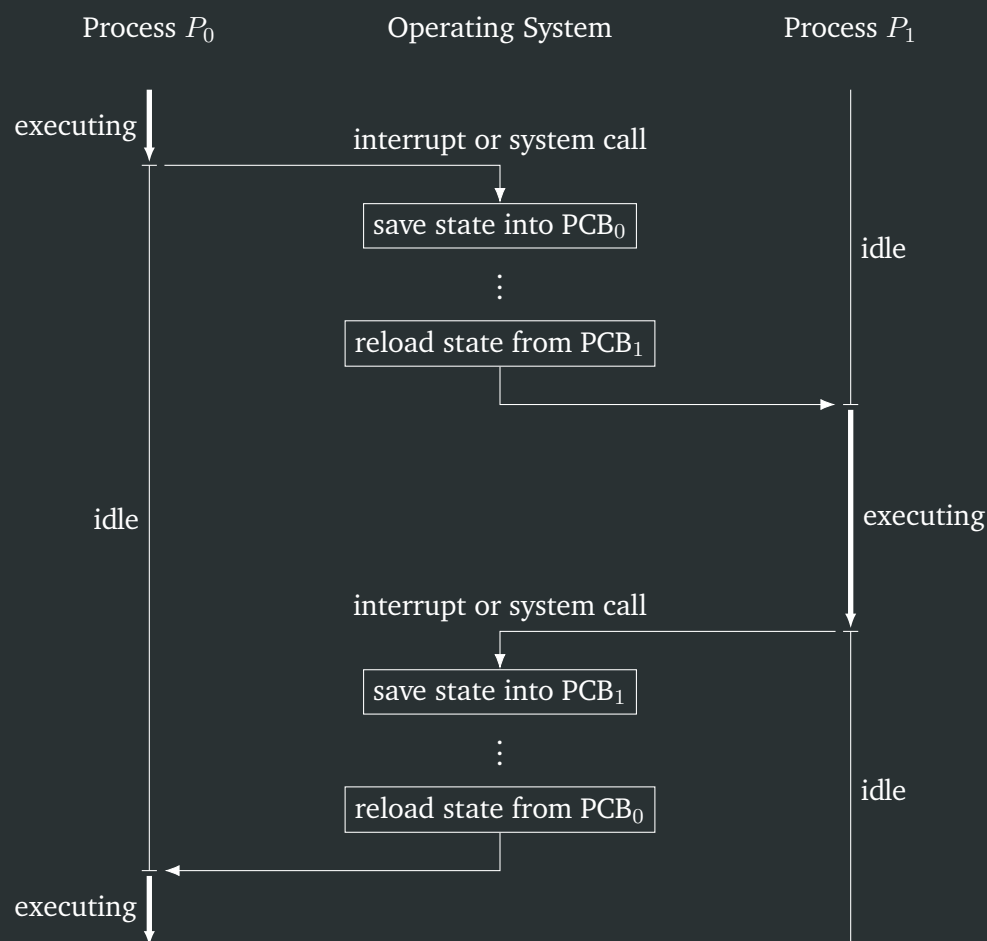 Process P₀ Operating System Process P₁
executing
interrupt or system call
save state into PCB₀
idle
⋮
reload state from PCB₁
idle
executing
interrupt or system call
save state into PCB₁
⋮
idle
reload state from PCB₀
executing